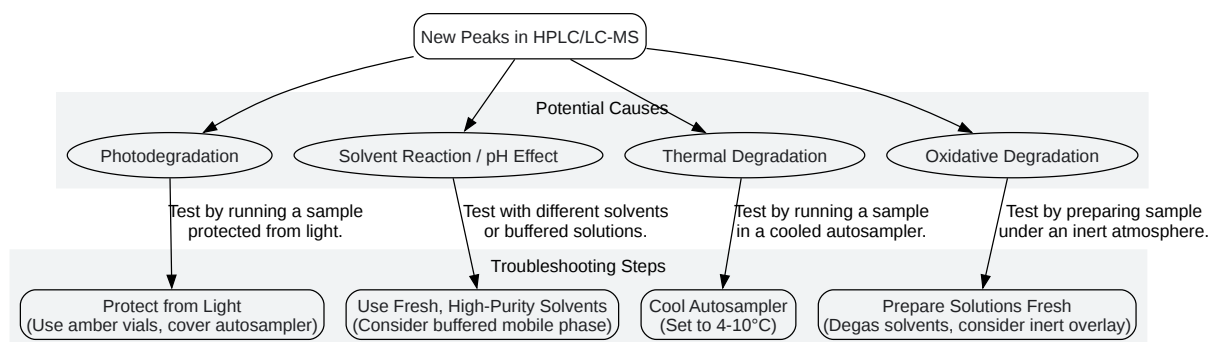 New Peaks in HPLC/LC-MS
Potential Causes
Photodegradation
Solvent Reaction / pH Effect
Thermal Degradation
Oxidative Degradation
Test by running a sample
protected from light.
Test with different solvents
or buffered solutions.
Test by running a sample
in a cooled autosampler.
Test by preparing sample
under an inert atmosphere.
Troubleshooting Steps
Protect from Light
(Use amber vials, cover autosampler)
Use Fresh, High-Purity Solvents
(Consider buffered mobile phase)
Cool Autosampler
(Set to 4-10°C)
Prepare Solutions Fresh
(Degas solvents, consider inert overlay)